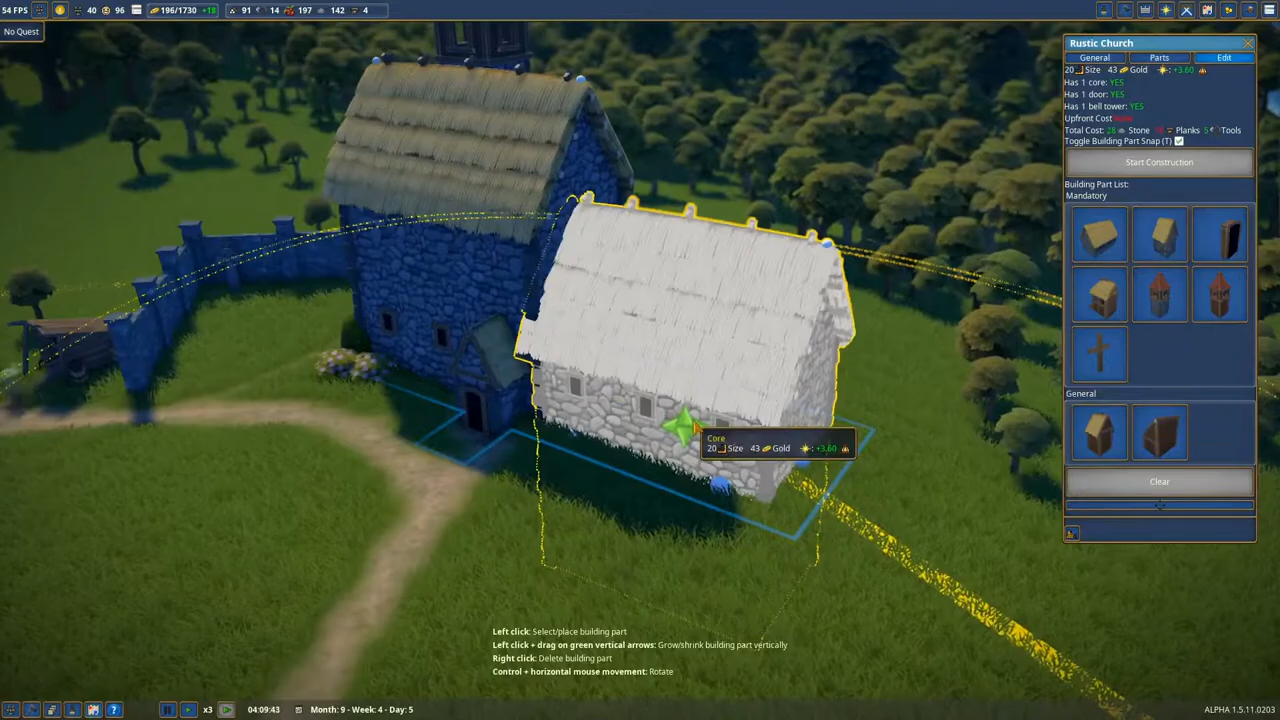 54 FPS 40 96 196/1730 +18 91 14 197 142 4
No Quest
Rustic Church
General Parts Edit
20 Size 43 Gold : +3.60
Has 1 core: YES
Has 1 door: YES
Has 1 bell tower: YES
Upfront Cost
Total Cost: 28 Stone Planks 5 Tools
Toggle Building Part Snap (T)
Start Construction
Building Part List:
Mandatory
General
Clear
Core
20 Size 43 Gold : +3.60
Left click: Select/place building part
Left click + drag on green vertical arrows: Grow/shrink building part vertically
Right click: Delete building part
Control + horizontal mouse movement: Rotate
? x3 04:09:43 Month: 9 - Week: 4 - Day: 5
ALPHA 1.5.11.0203